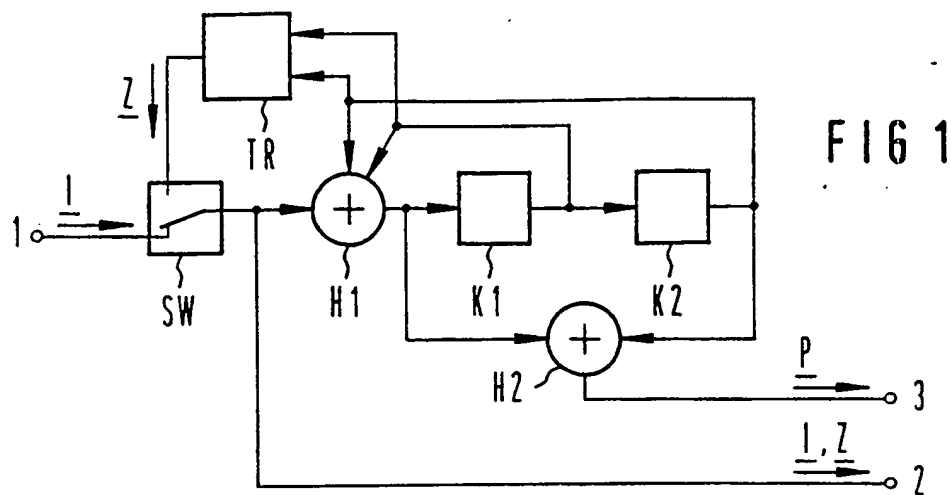 Z
TR
FIG 1
1
I
SW
+
H1
K1
K2
+
H2
P
3
I, Z
2